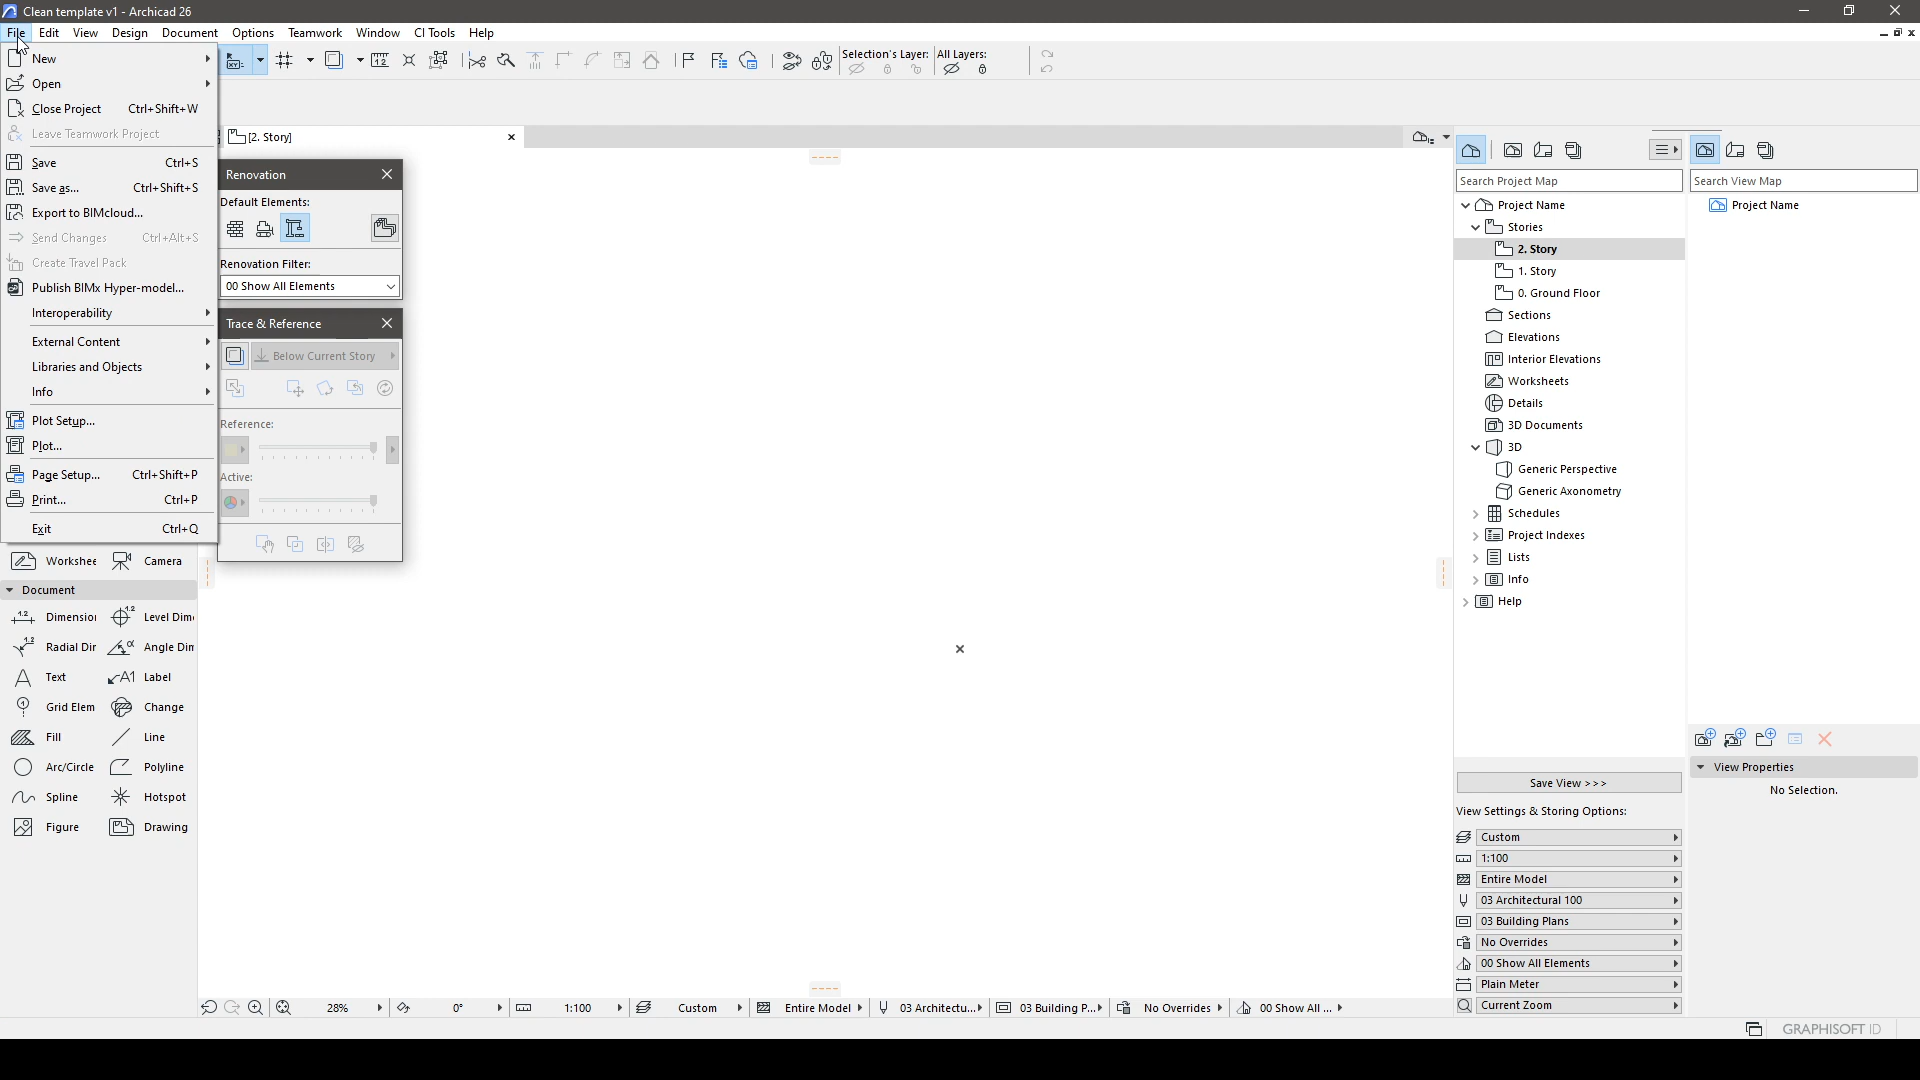 Clean template v1 - Archicad 26
File Edit View Design Document Options Teamwork Window CI Tools Help
New
Open
Close Project Ctrl+Shift+W
Leave Teamwork Project
Save Ctrl+S
Save as... Ctrl+Shift+S
Export to BIMcloud...
Send Changes Ctrl+Alt+S
Create Travel Pack
Publish BIMx Hyper-model...
Interoperability
External Content
Libraries and Objects
Info
Plot Setup...
Plot...
Page Setup... Ctrl+Shift+P
Print... Ctrl+P
Exit Ctrl+Q
Workshee Camera
Document
1.2 Dimension 1.2 Level Dim
1.2 Radial Dir Angle Dim
Text A1 Label
Grid Elem Change
Fill Line
Arc/Circle Polyline
Spline Hotspot
Figure Drawing
Selection's Layer: All Layers:
[2. Story]
Renovation
Default Elements:
Renovation Filter:
00 Show All Elements
Trace & Reference
Below Current Story
Reference:
Active:
Search Project Map
Project Name
Stories
2. Story
1. Story
0. Ground Floor
Sections
Elevations
Interior Elevations
Worksheets
Details
3D Documents
3D
Generic Perspective
Generic Axonometry
Schedules
Project Indexes
Lists
Info
Help
Save View >>>
View Settings & Storing Options:
Custom
1:100
Entire Model
03 Architectural 100
03 Building Plans
No Overrides
00 Show All Elements
Plain Meter
Current Zoom
Search View Map
Project Name
View Properties
No Selection.
28% 0° 1:100 Custom Entire Model 03 Architectu... 03 Building P... No Overrides 00 Show All ...
GRAPHISOFT ID